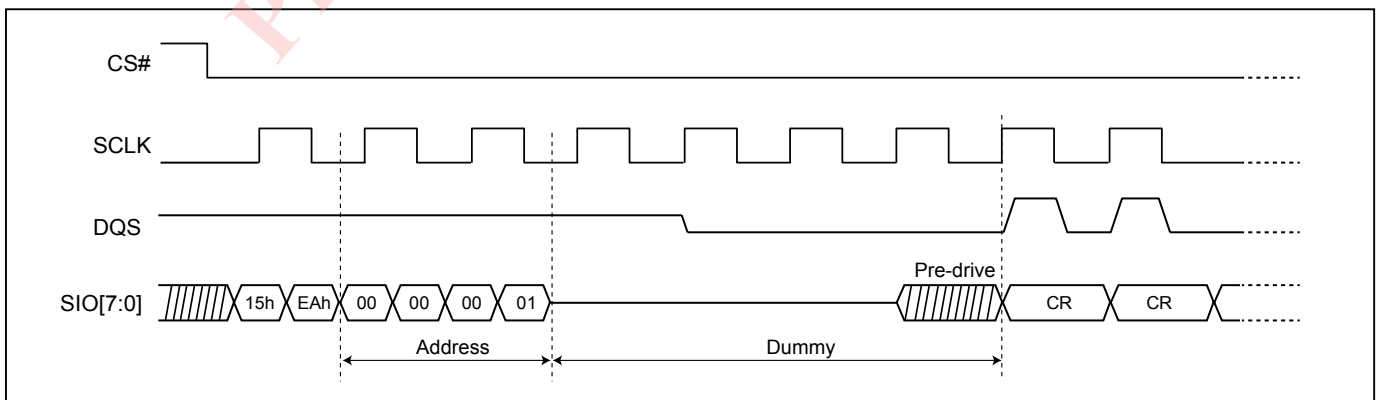 CS#
SCLK
DQS
Pre-drive
SIO[7:0] 15h EAh 00 00 00 01 CR CR
Address Dummy